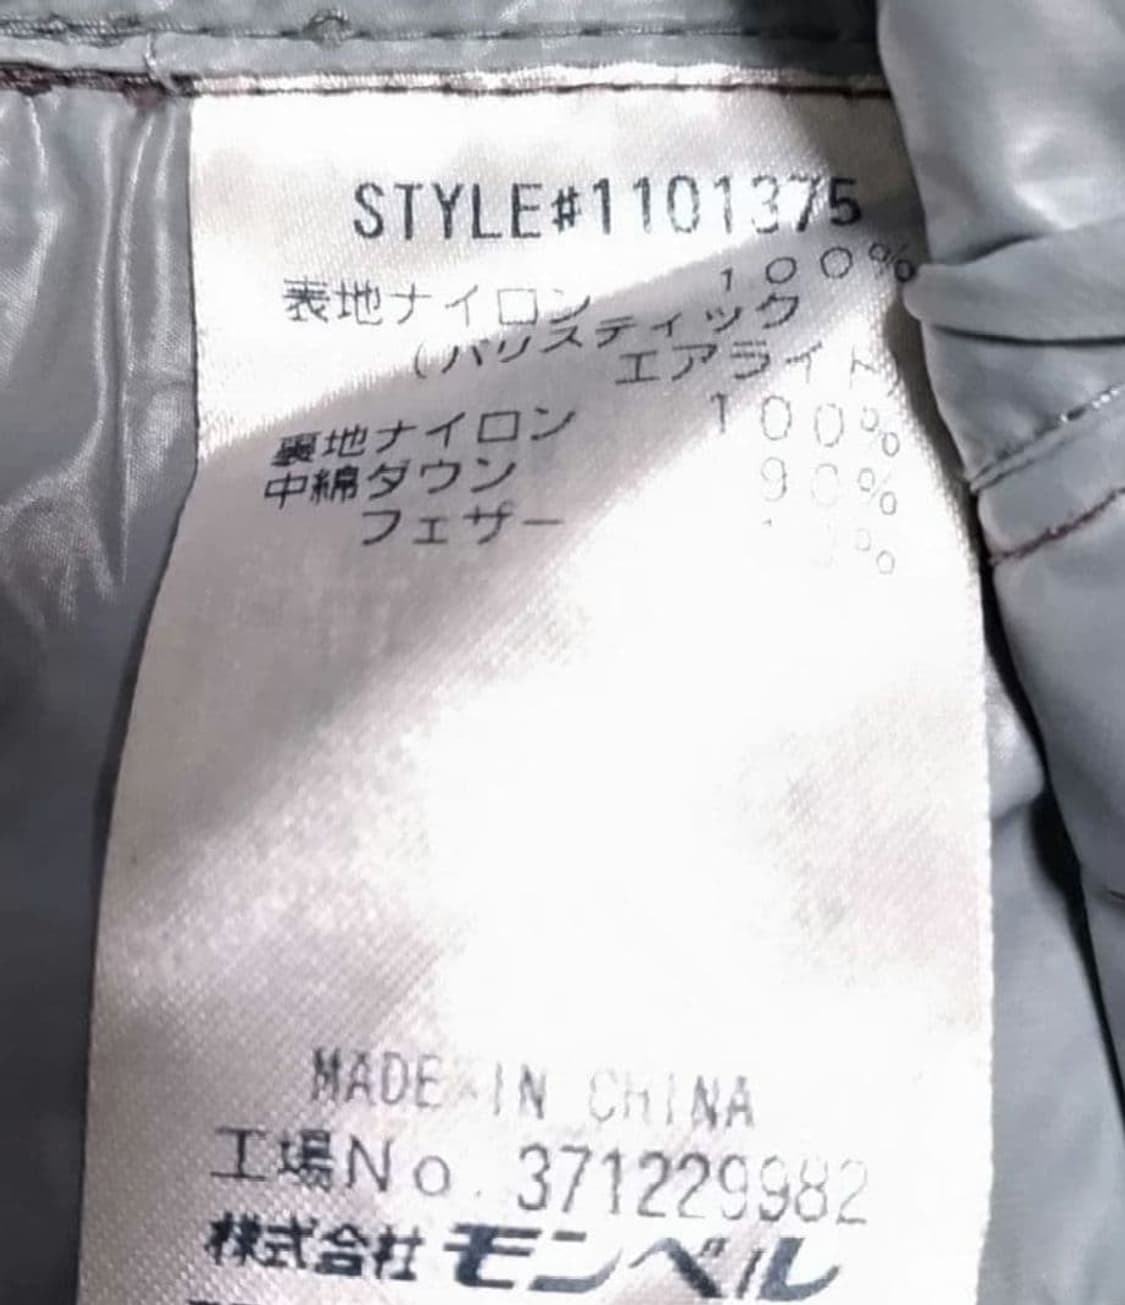 STYLE#1101375
表地ナイロン 100%
(バリスティック
エアライト)
裏地ナイロン 100%
中綿ダウン 90%
フェザー 10%
MADE IN CHINA
工場No. 371229982
株式会社モンベル